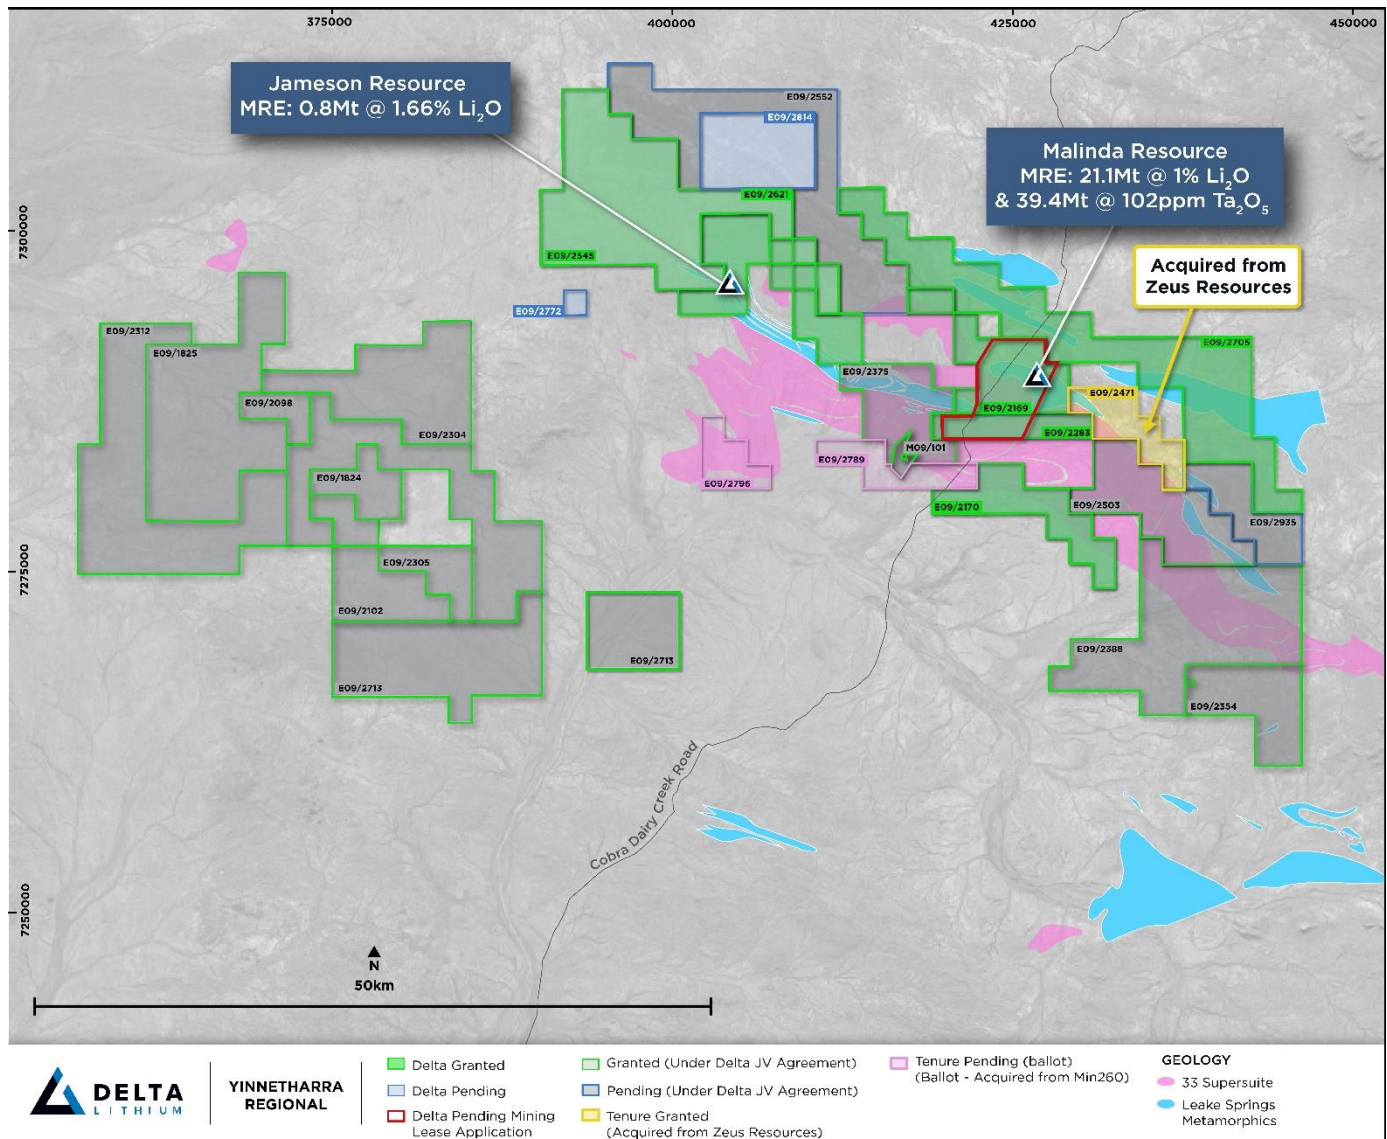 375000
400000
425000
450000
Jameson Resource
MRE: 0.8Mt @ 1.66% Li₂O
E09/2552
E09/2814
Malinda Resource
MRE: 21.1Mt @ 1% Li₂O
& 39.4Mt @ 102ppm Ta₂O₅
7300000
E09/2621
E09/2545
Acquired from
Zeus Resources
E09/2772
E09/2312
E09/1825
E09/2705
E09/2375
E09/2098
E09/2471
E09/2169
E09/2304
E09/2283
M09/101
E09/2789
E09/1824
E09/2796
E09/2170
E09/2503
E09/2935
7275000
E09/2305
E09/2102
E09/2388
E09/2713
E09/2713
E09/2354
Cobra Dairy Creek Road
7250000
N
50km
DELTA
LITHIUM
YINNETHARRA
REGIONAL
Delta Granted
Delta Pending
Delta Pending Mining
Lease Application
Granted (Under Delta JV Agreement)
Pending (Under Delta JV Agreement)
Tenure Granted
(Acquired from Zeus Resources)
Tenure Pending (ballot)
(Ballot - Acquired from Min260)
GEOLOGY
33 Supersuite
Leake Springs
Metamorphics